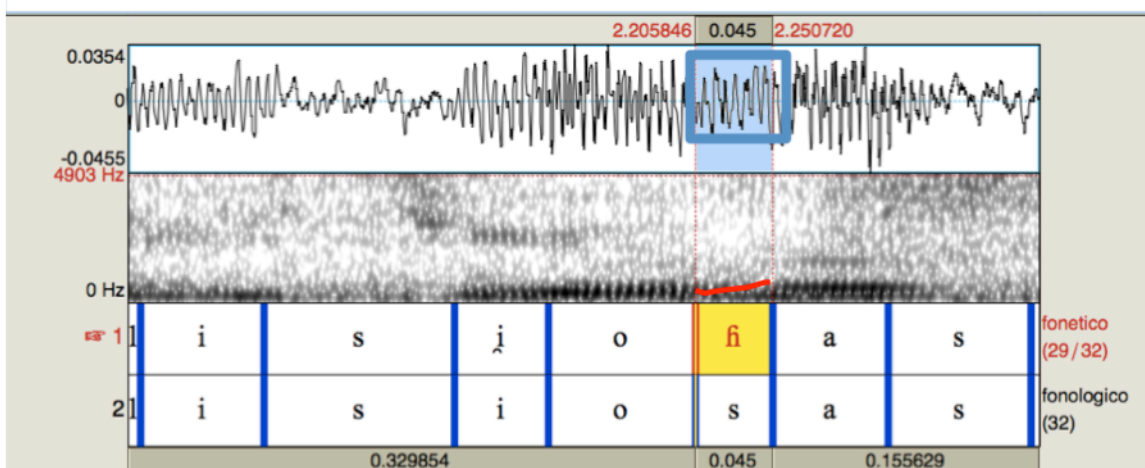 2.205846 0.045 2.250720
0.0354
0
-0.0455
4903 Hz
0 Hz
1 l i s i̯ o ɦ a s fonetico
(29/32)
2 l i s i o s a s fonologico
(32)
0.329854 0.045 0.155629